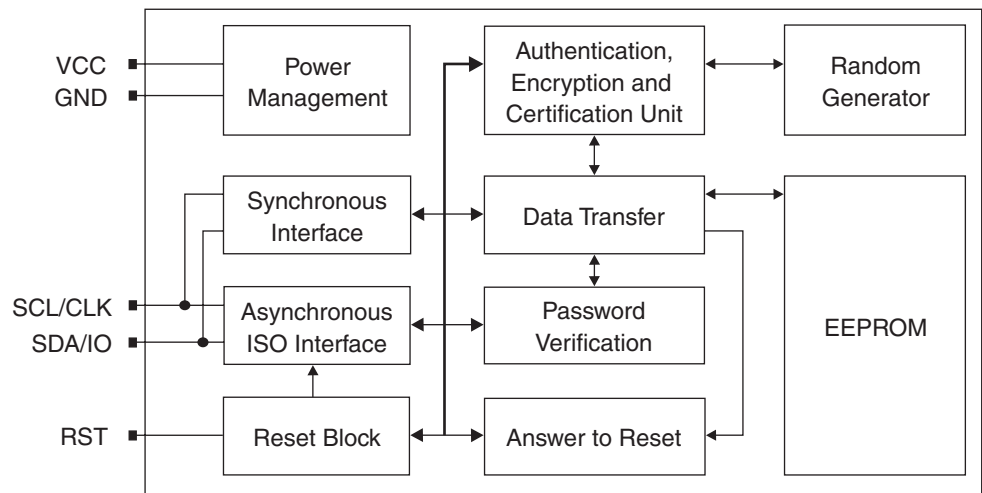 VCC
GND
Power
Management
Authentication,
Encryption and
Certification Unit
Random
Generator
Synchronous
Interface
Data Transfer
SCL/CLK
SDA/IO
Asynchronous
ISO Interface
Password
Verification
EEPROM
RST
Reset Block
Answer to Reset